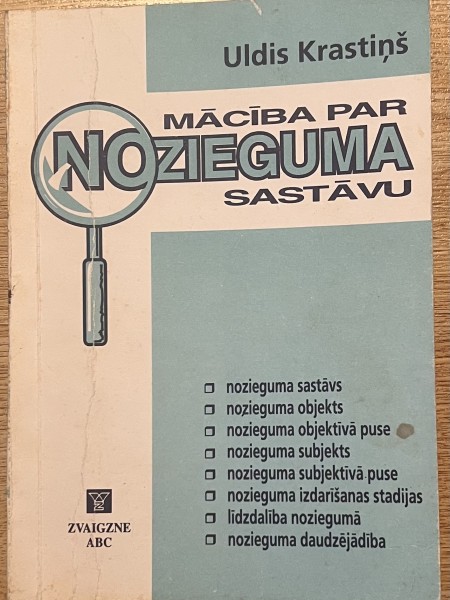 Uldis Krastiņš
MĀCĪBA PAR
NOZIEGUMA
SASTĀVU
nozieguma sastāvs
nozieguma objekts
nozieguma objektīvā puse
nozieguma subjekts
nozieguma subjektīvā puse
nozieguma izdarīšanas stadijas
līdzdalība noziegumā
nozieguma daudzējādība
ZVAIGZNE
ABC